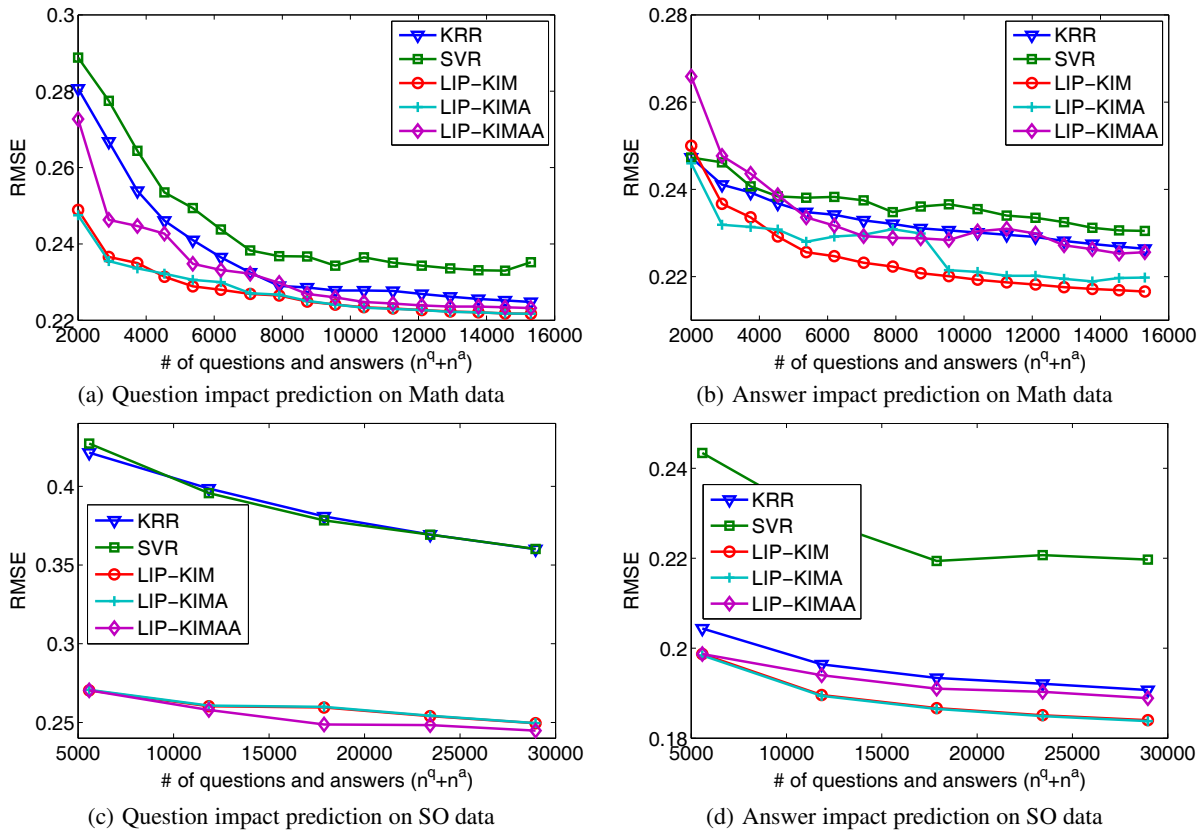 0.3
0.28
0.26
0.24
0.22
RMSE
2000 4000 6000 8000 10000 12000 14000 16000
# of questions and answers (n^q+n^a)
KRR
SVR
LIP−KIM
LIP−KIMA
LIP−KIMAA
(a) Question impact prediction on Math data
0.28
0.26
0.24
0.22
RMSE
2000 4000 6000 8000 10000 12000 14000 16000
# of questions and answers (n^q+n^a)
KRR
SVR
LIP−KIM
LIP−KIMA
LIP−KIMAA
(b) Answer impact prediction on Math data
0.4
0.35
0.3
0.25
RMSE
5000 10000 15000 20000 25000 30000
# of questions and answers (n^q+n^a)
KRR
SVR
LIP−KIM
LIP−KIMA
LIP−KIMAA
(c) Question impact prediction on SO data
0.24
0.22
0.2
0.18
RMSE
5000 10000 15000 20000 25000 30000
# of questions and answers (n^q+n^a)
KRR
SVR
LIP−KIM
LIP−KIMA
LIP−KIMAA
(d) Answer impact prediction on SO data